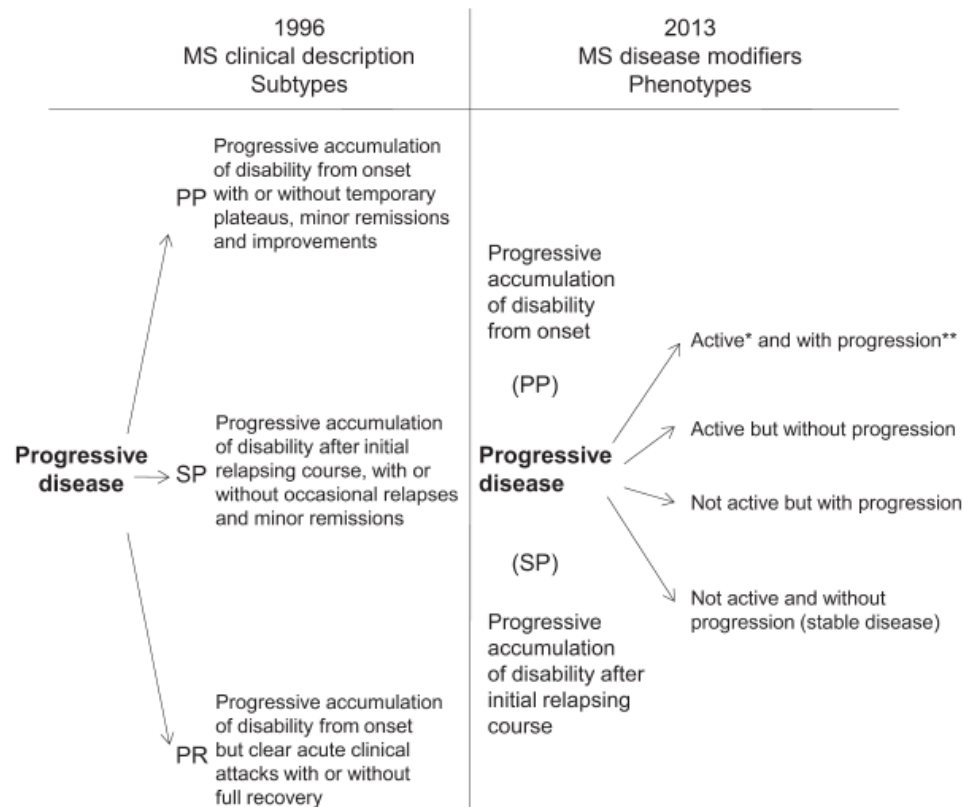 1996
MS clinical description
Subtypes
2013
MS disease modifiers
Phenotypes
Progressive disease
PP
Progressive accumulation
of disability from onset
with or without temporary
plateaus, minor remissions
and improvements
SP
Progressive accumulation
of disability after initial
relapsing course, with or
without occasional relapses
and minor remissions
PR
Progressive accumulation
of disability from onset
but clear acute clinical
attacks with or without
full recovery
Progressive
accumulation
of disability
from onset
(PP)
Progressive
disease
(SP)
Progressive
accumulation
of disability after
initial relapsing
course
Active* and with progression**
Active but without progression
Not active but with progression
Not active and without
progression (stable disease)